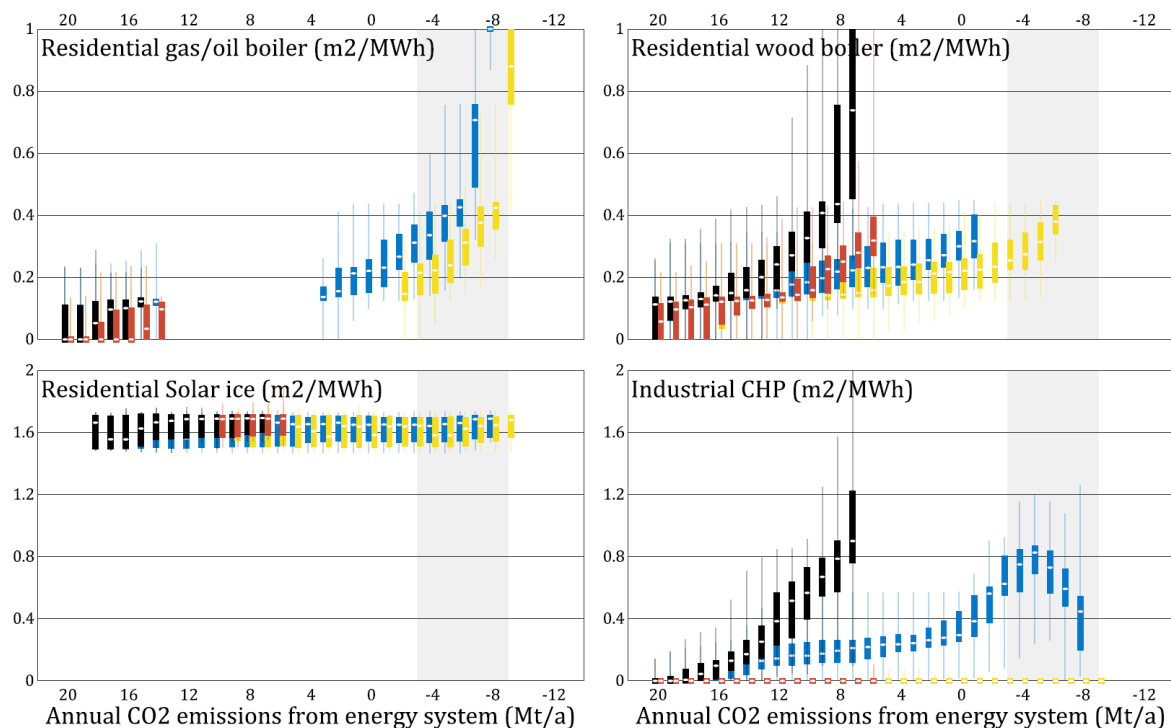 20 16 12 8 4 0 -4 -8 -12
20 16 12 8 4 0 -4 -8 -12
Residential gas/oil boiler (m2/MWh)
Residential wood boiler (m2/MWh)
1
0.8
0.6
0.4
0.2
0
1
0.8
0.6
0.4
0.2
0
Residential Solar ice (m2/MWh)
Industrial CHP (m2/MWh)
2
1.6
1.2
0.8
0.4
0
2
1.6
1.2
0.8
0.4
0
20 16 12 8 4 0 -4 -8 -12
20 16 12 8 4 0 -4 -8 -12
Annual CO2 emissions from energy system (Mt/a)
Annual CO2 emissions from energy system (Mt/a)